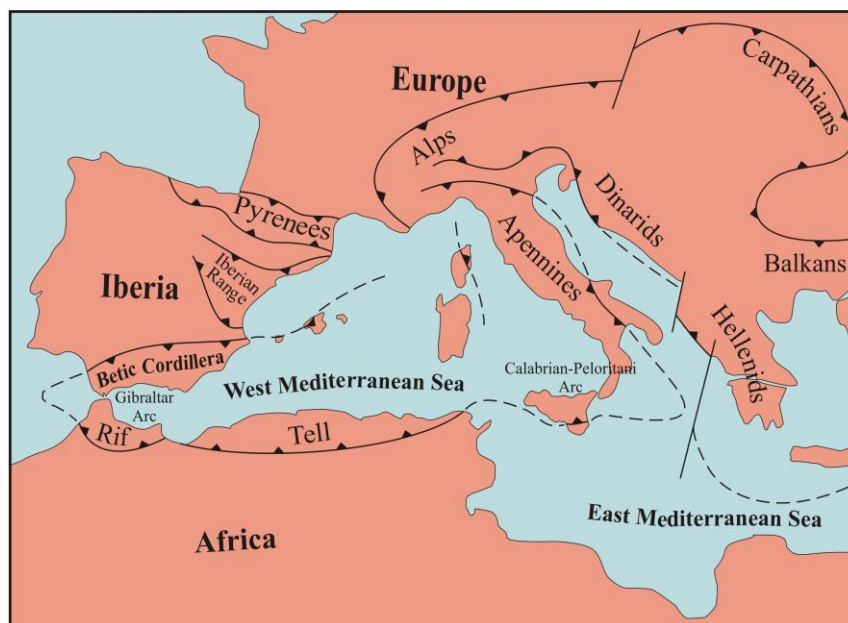 Carpathians
Europe
Alps
Pyrenees
Dinarids
Apennines
Iberian
Range
Balkans
Iberia
Hellenids
Betic Cordillera
Calabrian-Peloritani
Arc
West Mediterranean Sea
Gibraltar
Arc
Rif
Tell
East Mediterranean Sea
Africa